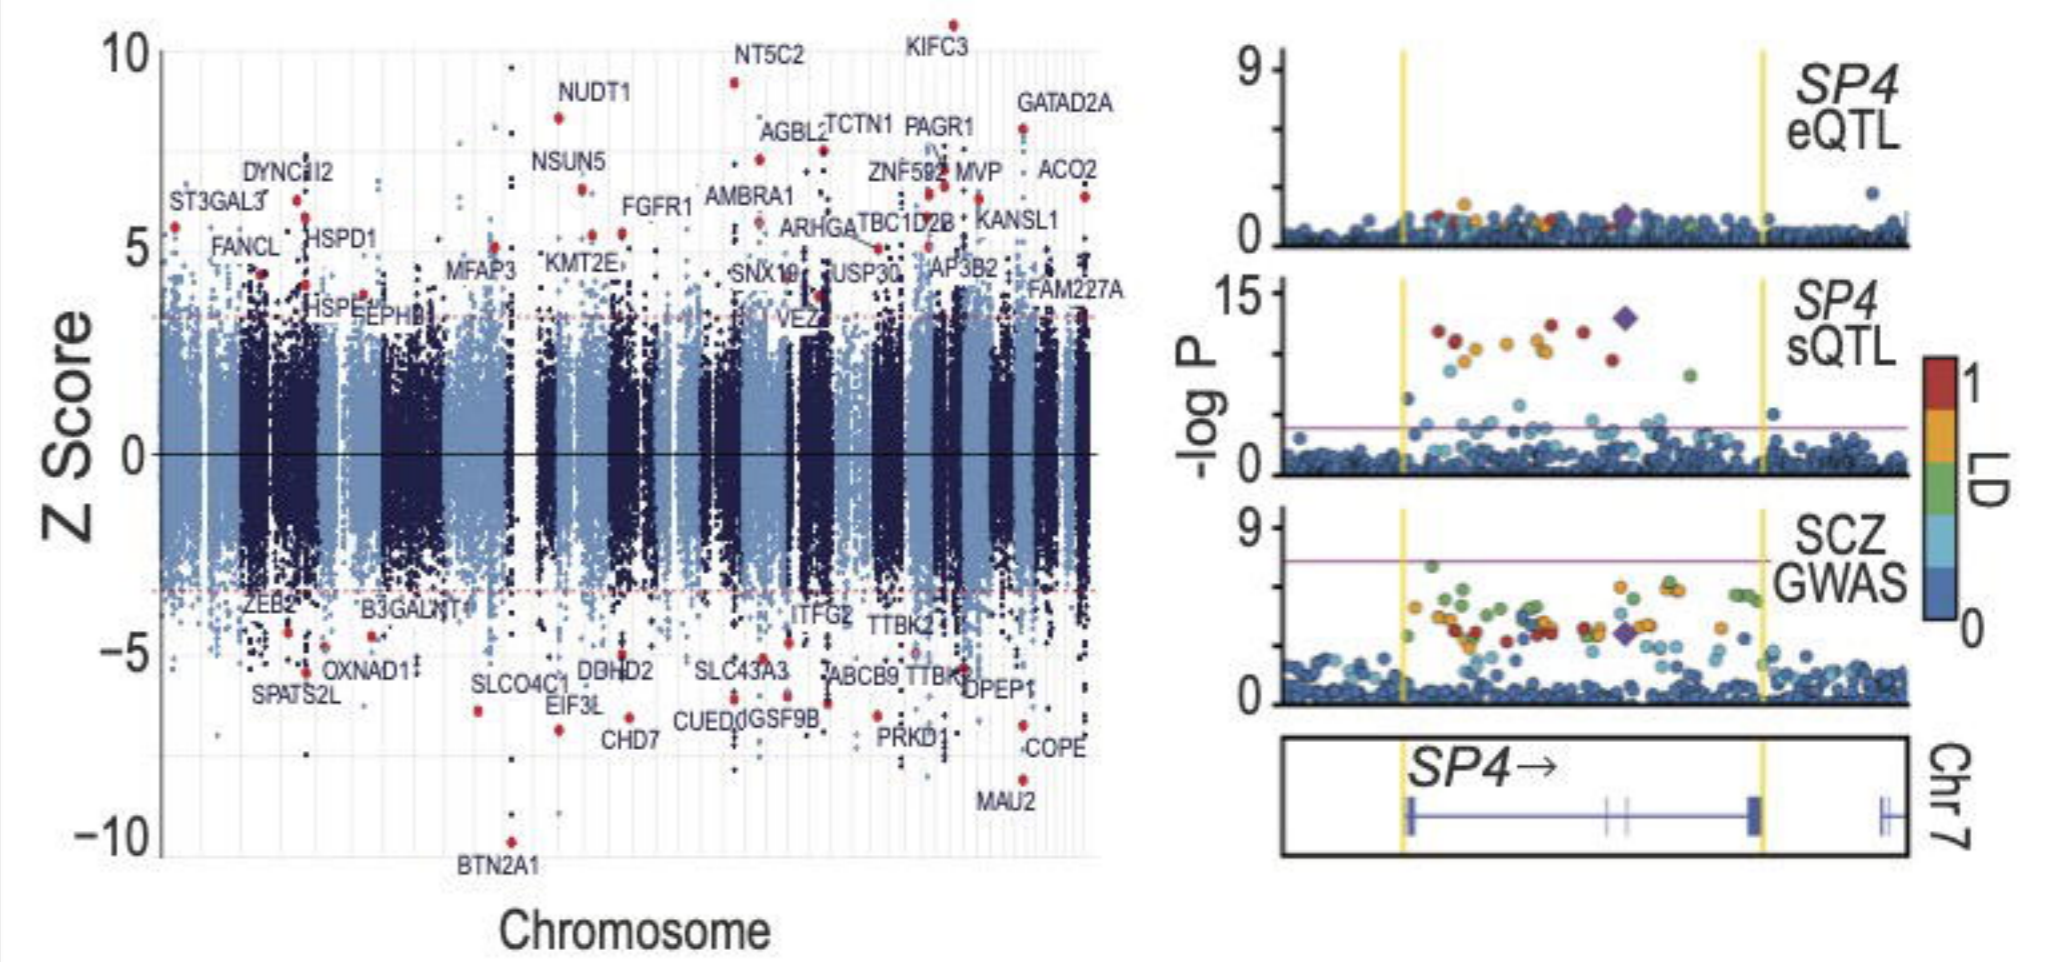 10
5
0
−5
−10
Z Score
Chromosome
KIFC3
NT5C2
NUDT1
GATAD2A
AGBL2
TCTN1
PAGR1
NSUN5
DYNC1I2
ZNF592
MVP
ACO2
ST3GAL3
AMBRA1
FGFR1
ARHGA
TBC1D2B
KANSL1
FANCL
HSPD1
MFAP3
KMT2E
SNX19
USP30
AP3B2
FAM227A
VEZ
ZEB2
B3GALNT1
ITFG2
TTBK2
OXNAD1
SPATS2L
SLCO4C1
DDHD2
SLC43A3
ABCB9
DPEP1
EIF3L
IGSF9B
CHD7
PRKD1
COPE
MAU2
BTN2A1
9
0
SP4
eQTL
15
0
SP4
sQTL
-log P
9
0
SCZ
GWAS
1
LD
0
SP4→
Chr 7